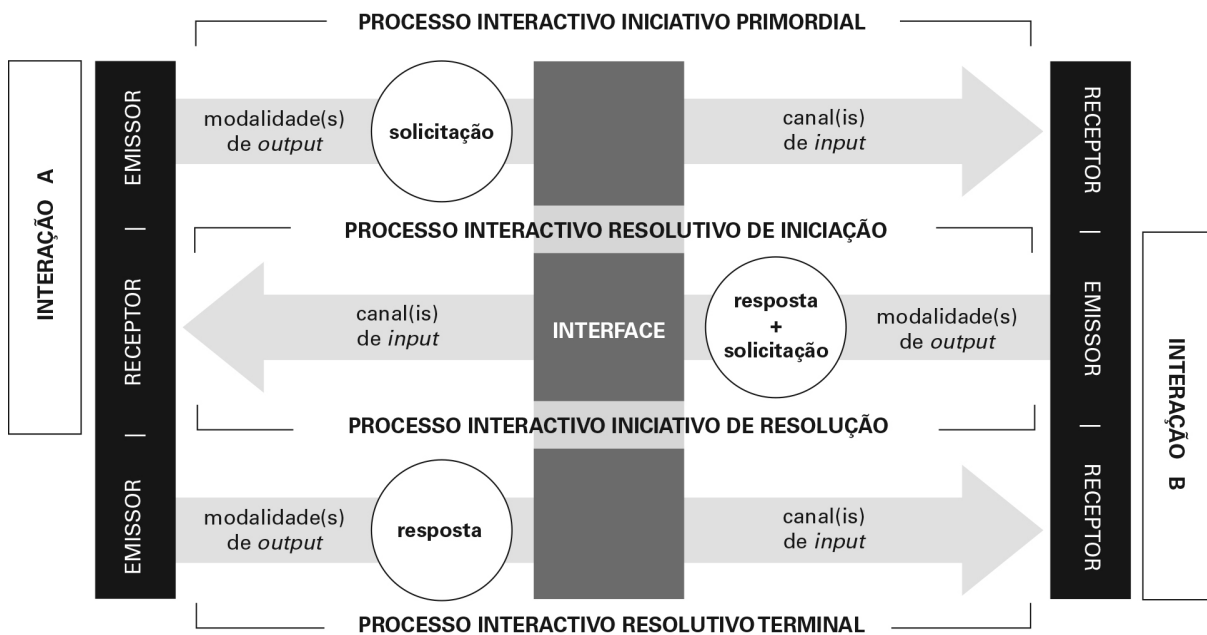 PROCESSO INTERACTIVO INICIATIVO PRIMORDIAL
INTERAÇÃO A
EMISSOR
modalidade(s)
de output
solicitação
canal(is)
de input
RECEPTOR
PROCESSO INTERACTIVO RESOLUTIVO DE INICIAÇÃO
RECEPTOR
canal(is)
de input
INTERFACE
resposta
+
solicitação
modalidade(s)
de output
EMISSOR
INTERAÇÃO B
PROCESSO INTERACTIVO INICIATIVO DE RESOLUÇÃO
EMISSOR
modalidade(s)
de output
resposta
canal(is)
de input
RECEPTOR
PROCESSO INTERACTIVO RESOLUTIVO TERMINAL